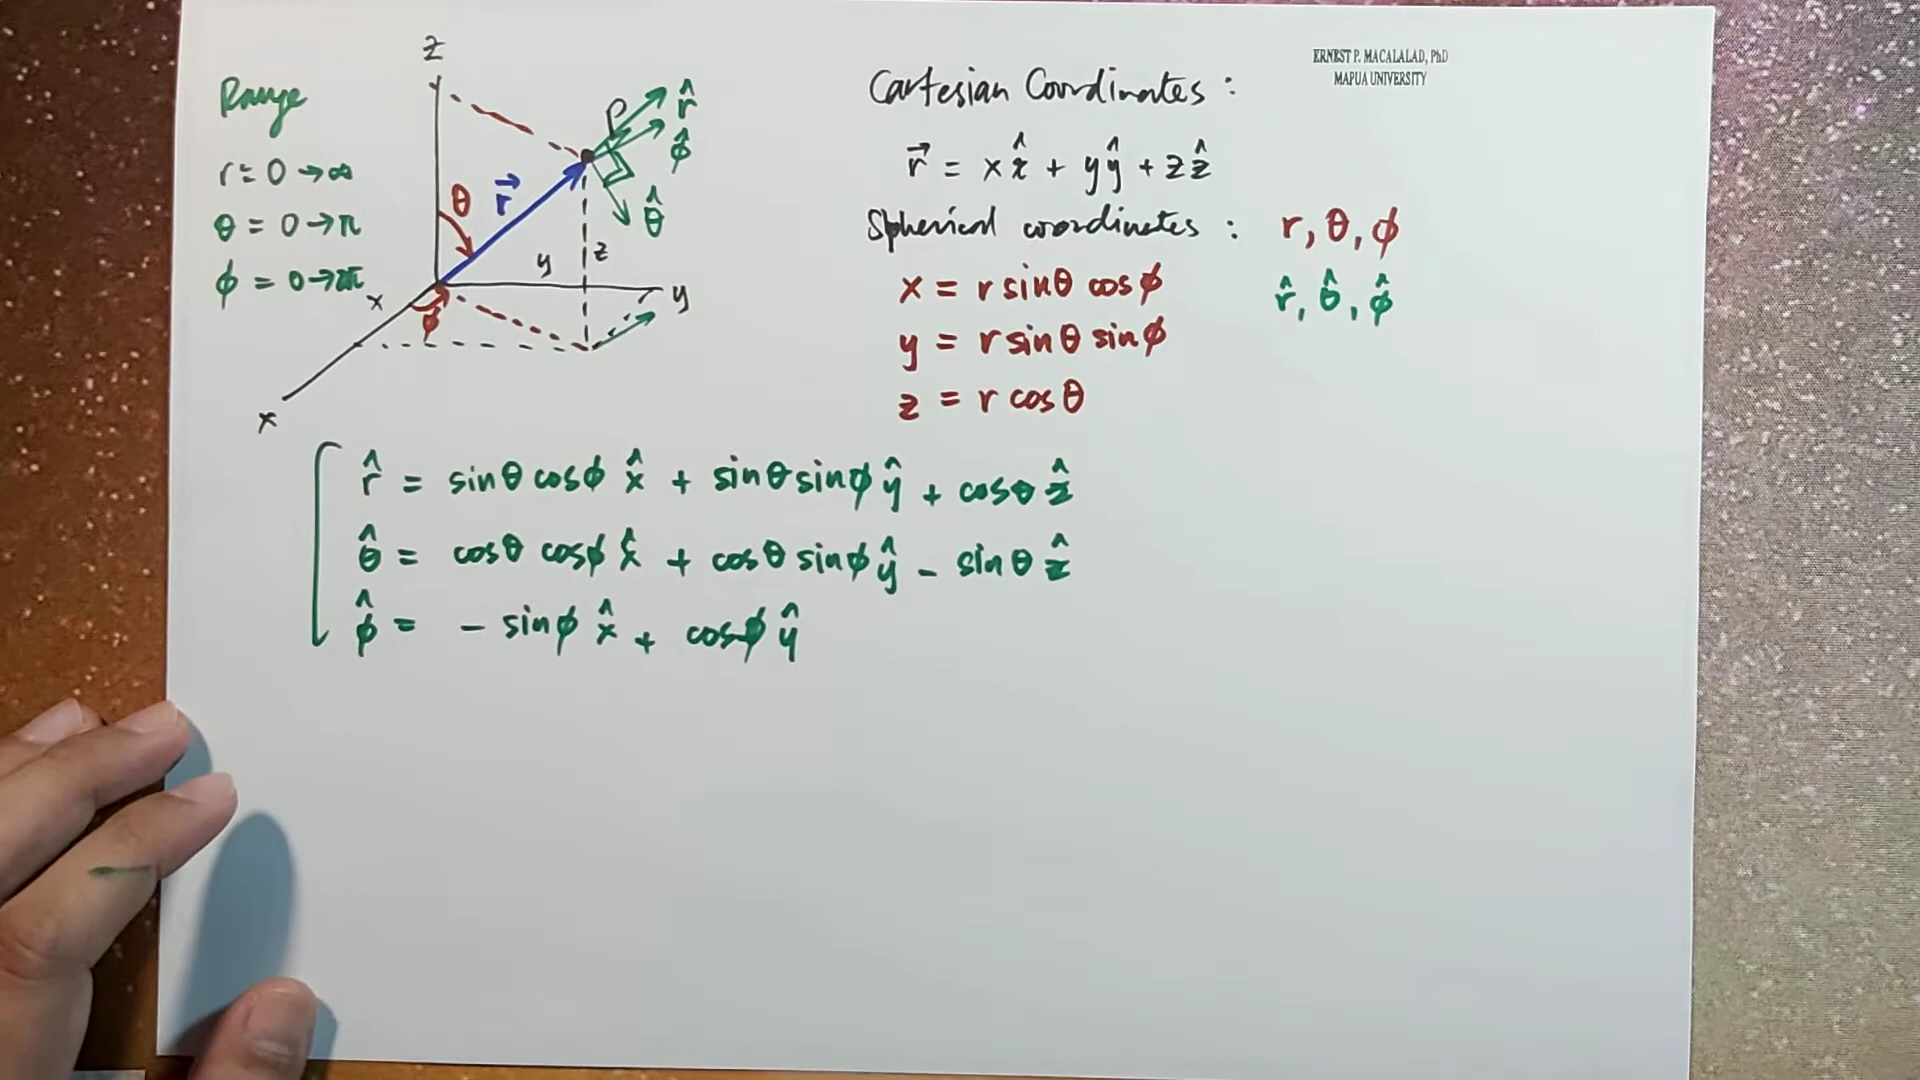 ERNEST P. MACALALAD, PhD
MAPUA UNIVERSITY
Range
r = 0 → ∞
θ = 0 → π
ϕ = 0 → 2π
z
P
r̂
ϕ̂
θ̂
θ
r⃗
z
y
y
x
ϕ
x
Cartesian Coordinates :
r⃗ = x x̂ + y ŷ + z ẑ
Spherical coordinates : r, θ, ϕ
r̂, θ̂, ϕ̂
x = r sinθ cosϕ
y = r sinθ sinϕ
z = r cosθ
r̂ = sinθ cosϕ x̂ + sinθ sinϕ ŷ + cosθ ẑ
θ̂ = cosθ cosϕ x̂ + cosθ sinϕ ŷ - sinθ ẑ
ϕ̂ = - sinϕ x̂ + cosϕ ŷ